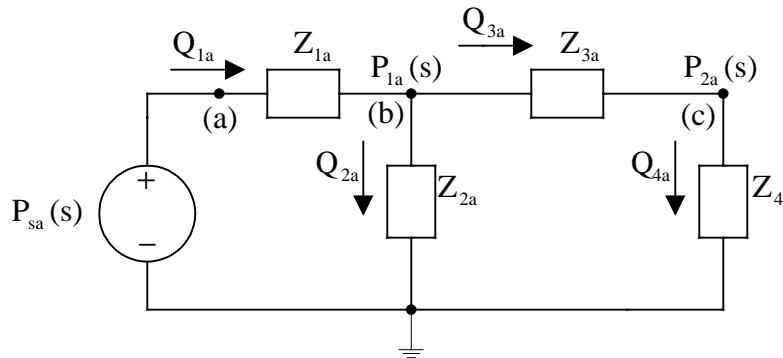 Q1a Z1a P1a (s) Q3a Z3a P2a (s)
(a) (b) (c)
Psa (s) + − Q2a Z2a Q4a Z4